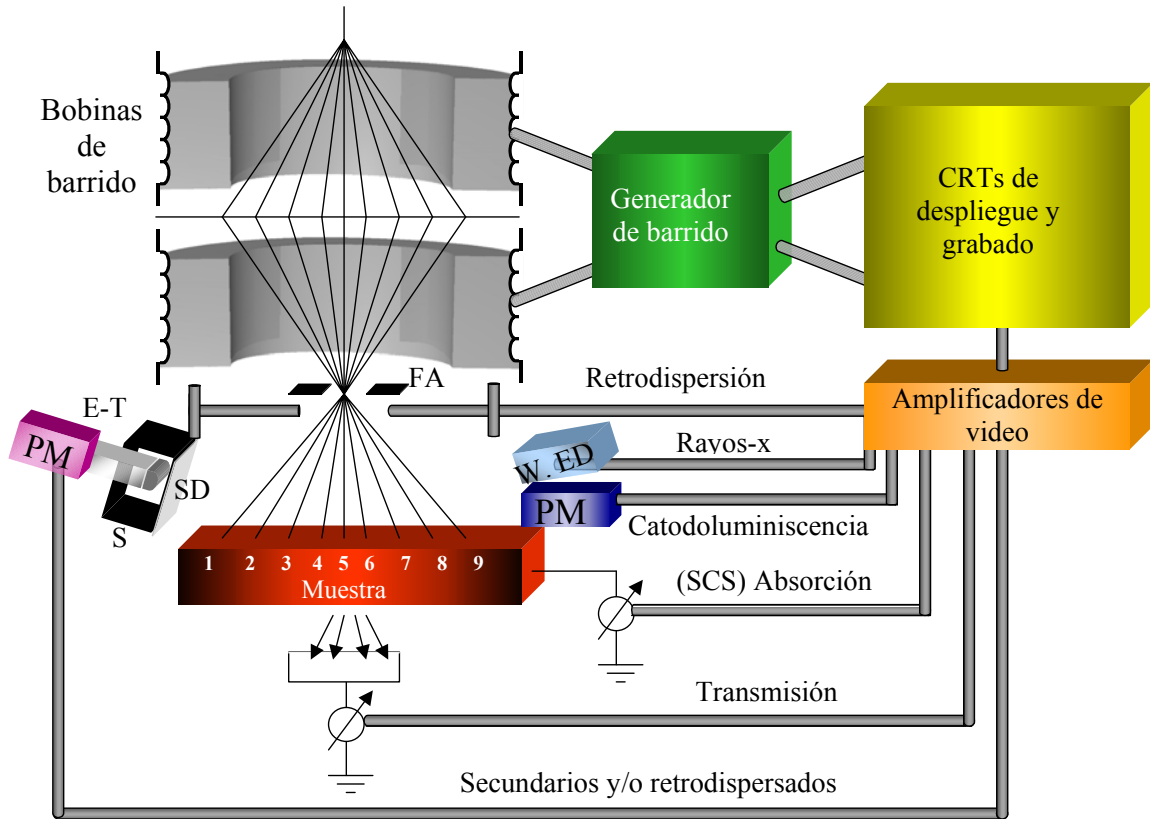 Bobinas
de
barrido
Generador
de barrido
CRTs de
despliegue y
grabado
FA
Retrodispersión
Amplificadores de
video
E-T
PM
SD
S
W. ED
Rayos-x
PM
Catodoluminiscencia
1 2 3 4 5 6 7 8 9
Muestra
(SCS) Absorción
Transmisión
Secundarios y/o retrodispersados